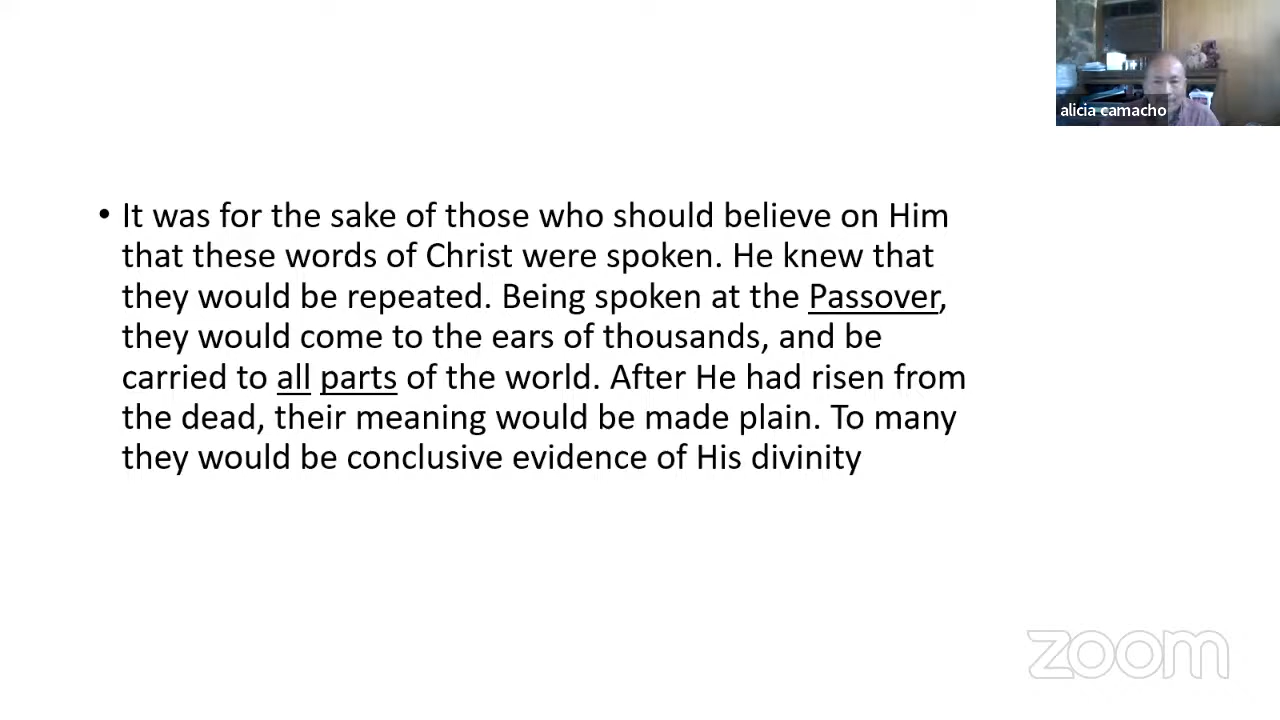 alicia camacho
• It was for the sake of those who should believe on Him
that these words of Christ were spoken. He knew that
they would be repeated. Being spoken at the Passover,
they would come to the ears of thousands, and be
carried to all parts of the world. After He had risen from
the dead, their meaning would be made plain. To many
they would be conclusive evidence of His divinity
zoom